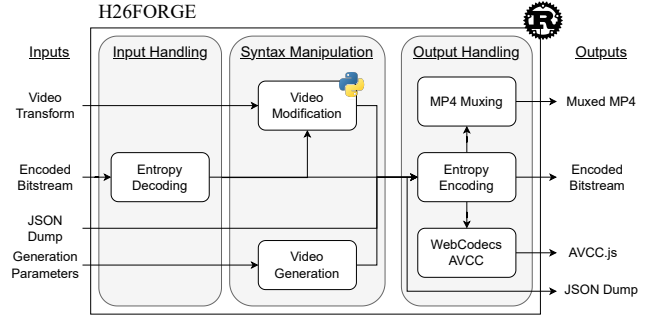 H26FORGE
Inputs
Input Handling
Syntax Manipulation
Output Handling
Outputs
Video
Transform
Video
Modification
MP4 Muxing
Muxed MP4
Encoded
Bitstream
Entropy
Decoding
Entropy
Encoding
Encoded
Bitstream
JSON
Dump
Generation
Parameters
Video
Generation
WebCodecs
AVCC
AVCC.js
JSON Dump
R